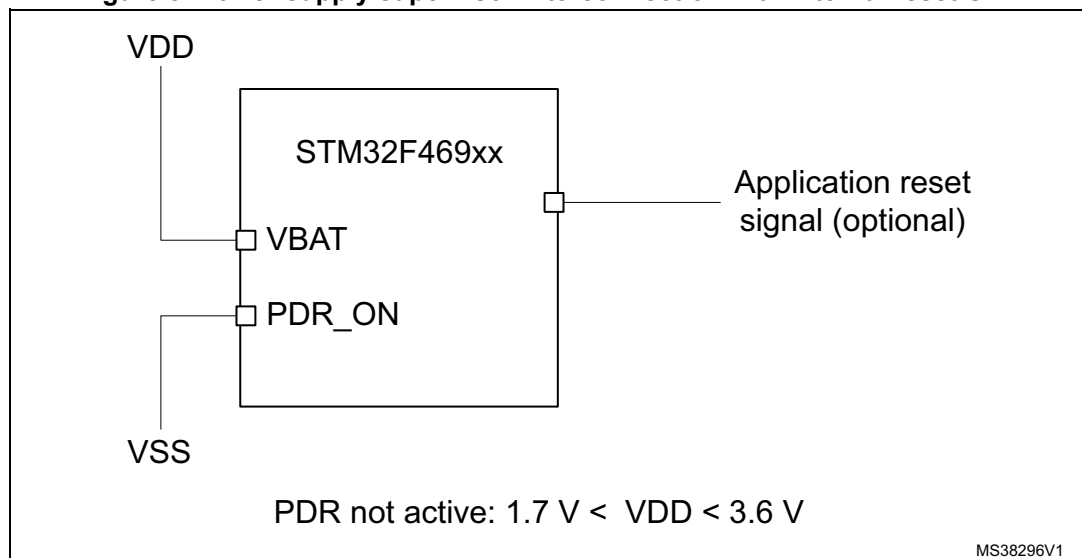 VDD
STM32F469xx
Application reset
signal (optional)
VBAT
PDR_ON
VSS
PDR not active: 1.7 V < VDD < 3.6 V
MS38296V1